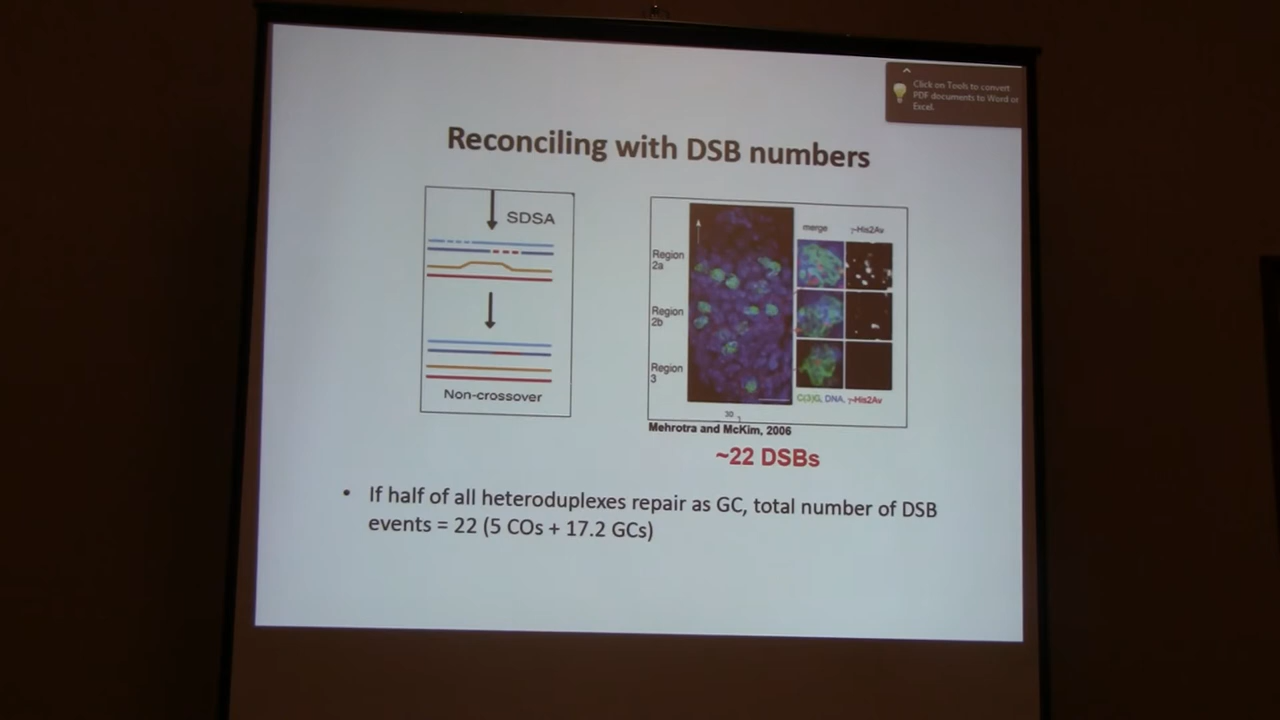 Click on Tools to convert
PDF documents to Word or
Excel.
Reconciling with DSB numbers
SDSA
Non-crossover
merge γ-His2Av
Region
2a
Region
2b
Region
3
C(3)G, DNA, γ-His2Av
30
Mehrotra and McKim, 2006
~22 DSBs
• If half of all heteroduplexes repair as GC, total number of DSB
events = 22 (5 COs + 17.2 GCs)